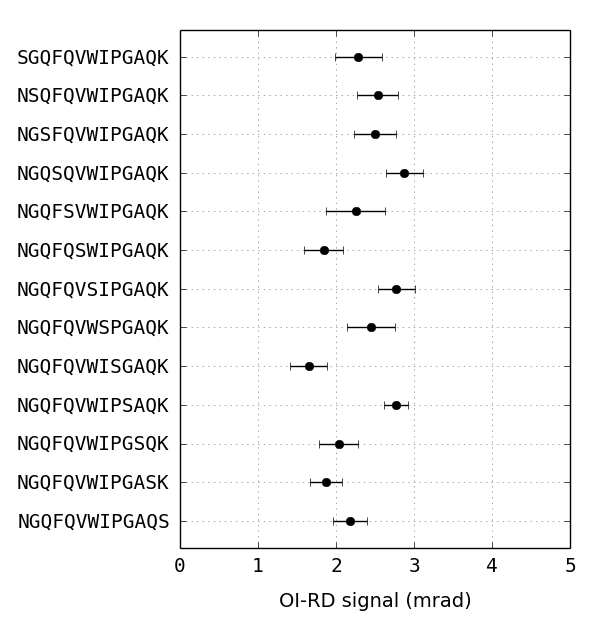 SGQFQVWIPGAQK
NSQFQVWIPGAQK
NGSFQVWIPGAQK
NGQSQVWIPGAQK
NGQFSVWIPGAQK
NGQFQSWIPGAQK
NGQFQVSIPGAQK
NGQFQVWSPGAQK
NGQFQVWISGAQK
NGQFQVWIPSAQK
NGQFQVWIPGSQK
NGQFQVWIPGASK
NGQFQVWIPGAQS
0 1 2 3 4 5
OI-RD signal (mrad)